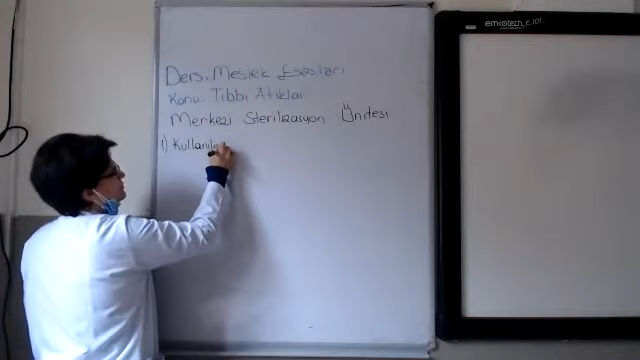 Ders. Meslek Esasları
Konu. Tıbbi Atıklar
Merkezi Sterilizasyon Ünitesi
1) Kullanıla
emkotech